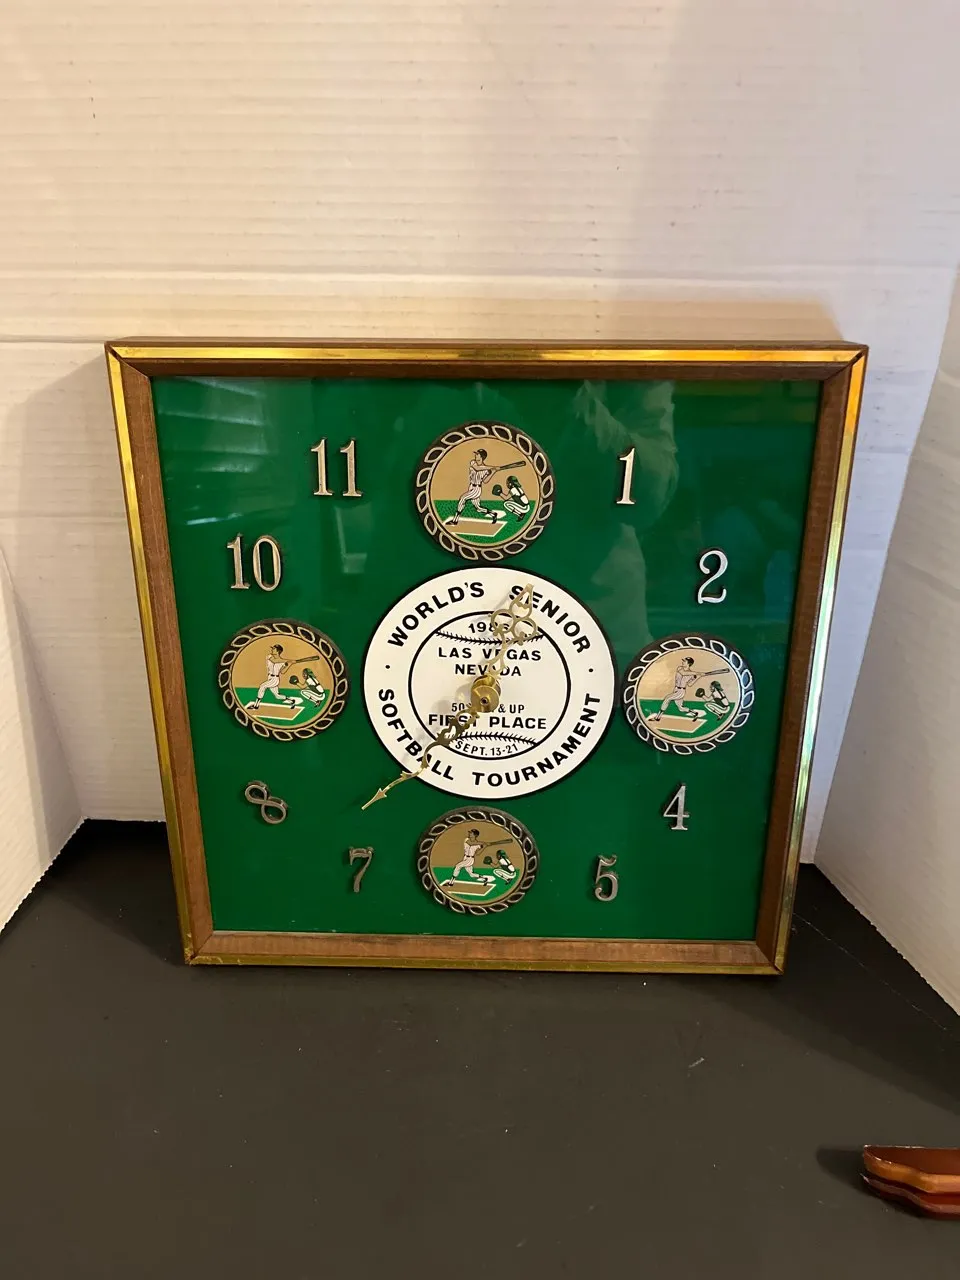 11
1
10
2
WORLD'S SENIOR
LAS VEGAS
NEVADA
& UP
FIRST PLACE
SEPT. 13-21
SOFTBALL TOURNAMENT
8
4
7
5